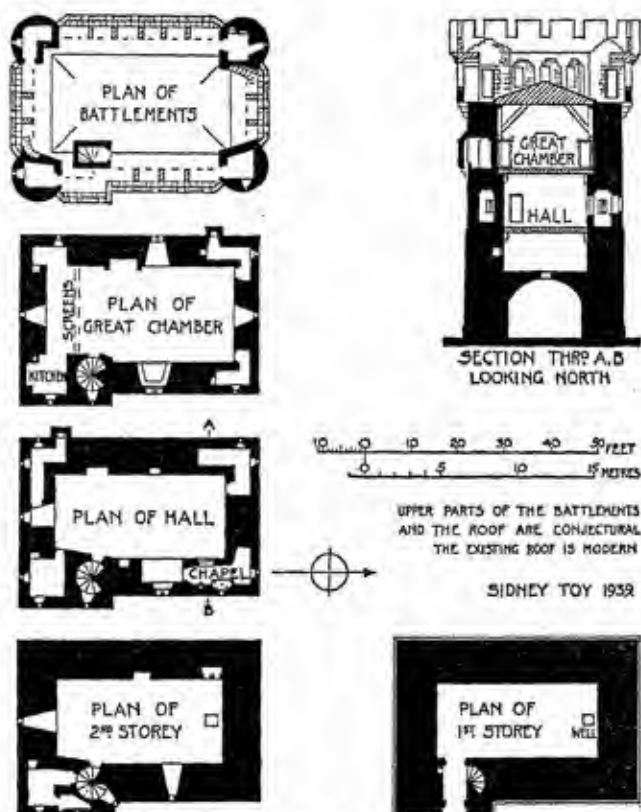 PLAN OF
BATTLEMENTS
GREAT
CHAMBER
HALL
SECTION THRO A.B
LOOKING NORTH
SCREENS
PLAN OF
GREAT CHAMBER
KITCHEN
A
PLAN OF HALL
CHAPEL
B
10 0 10 20 30 40 50 FEET
0 5 10 15 METRES
UPPER PARTS OF THE BATTLEMENTS
AND THE ROOF ARE CONJECTURAL
THE EXISTING ROOF IS MODERN
SIDNEY TOY 1939
PLAN OF
2ND STOREY
PLAN OF
1ST STOREY
WELL